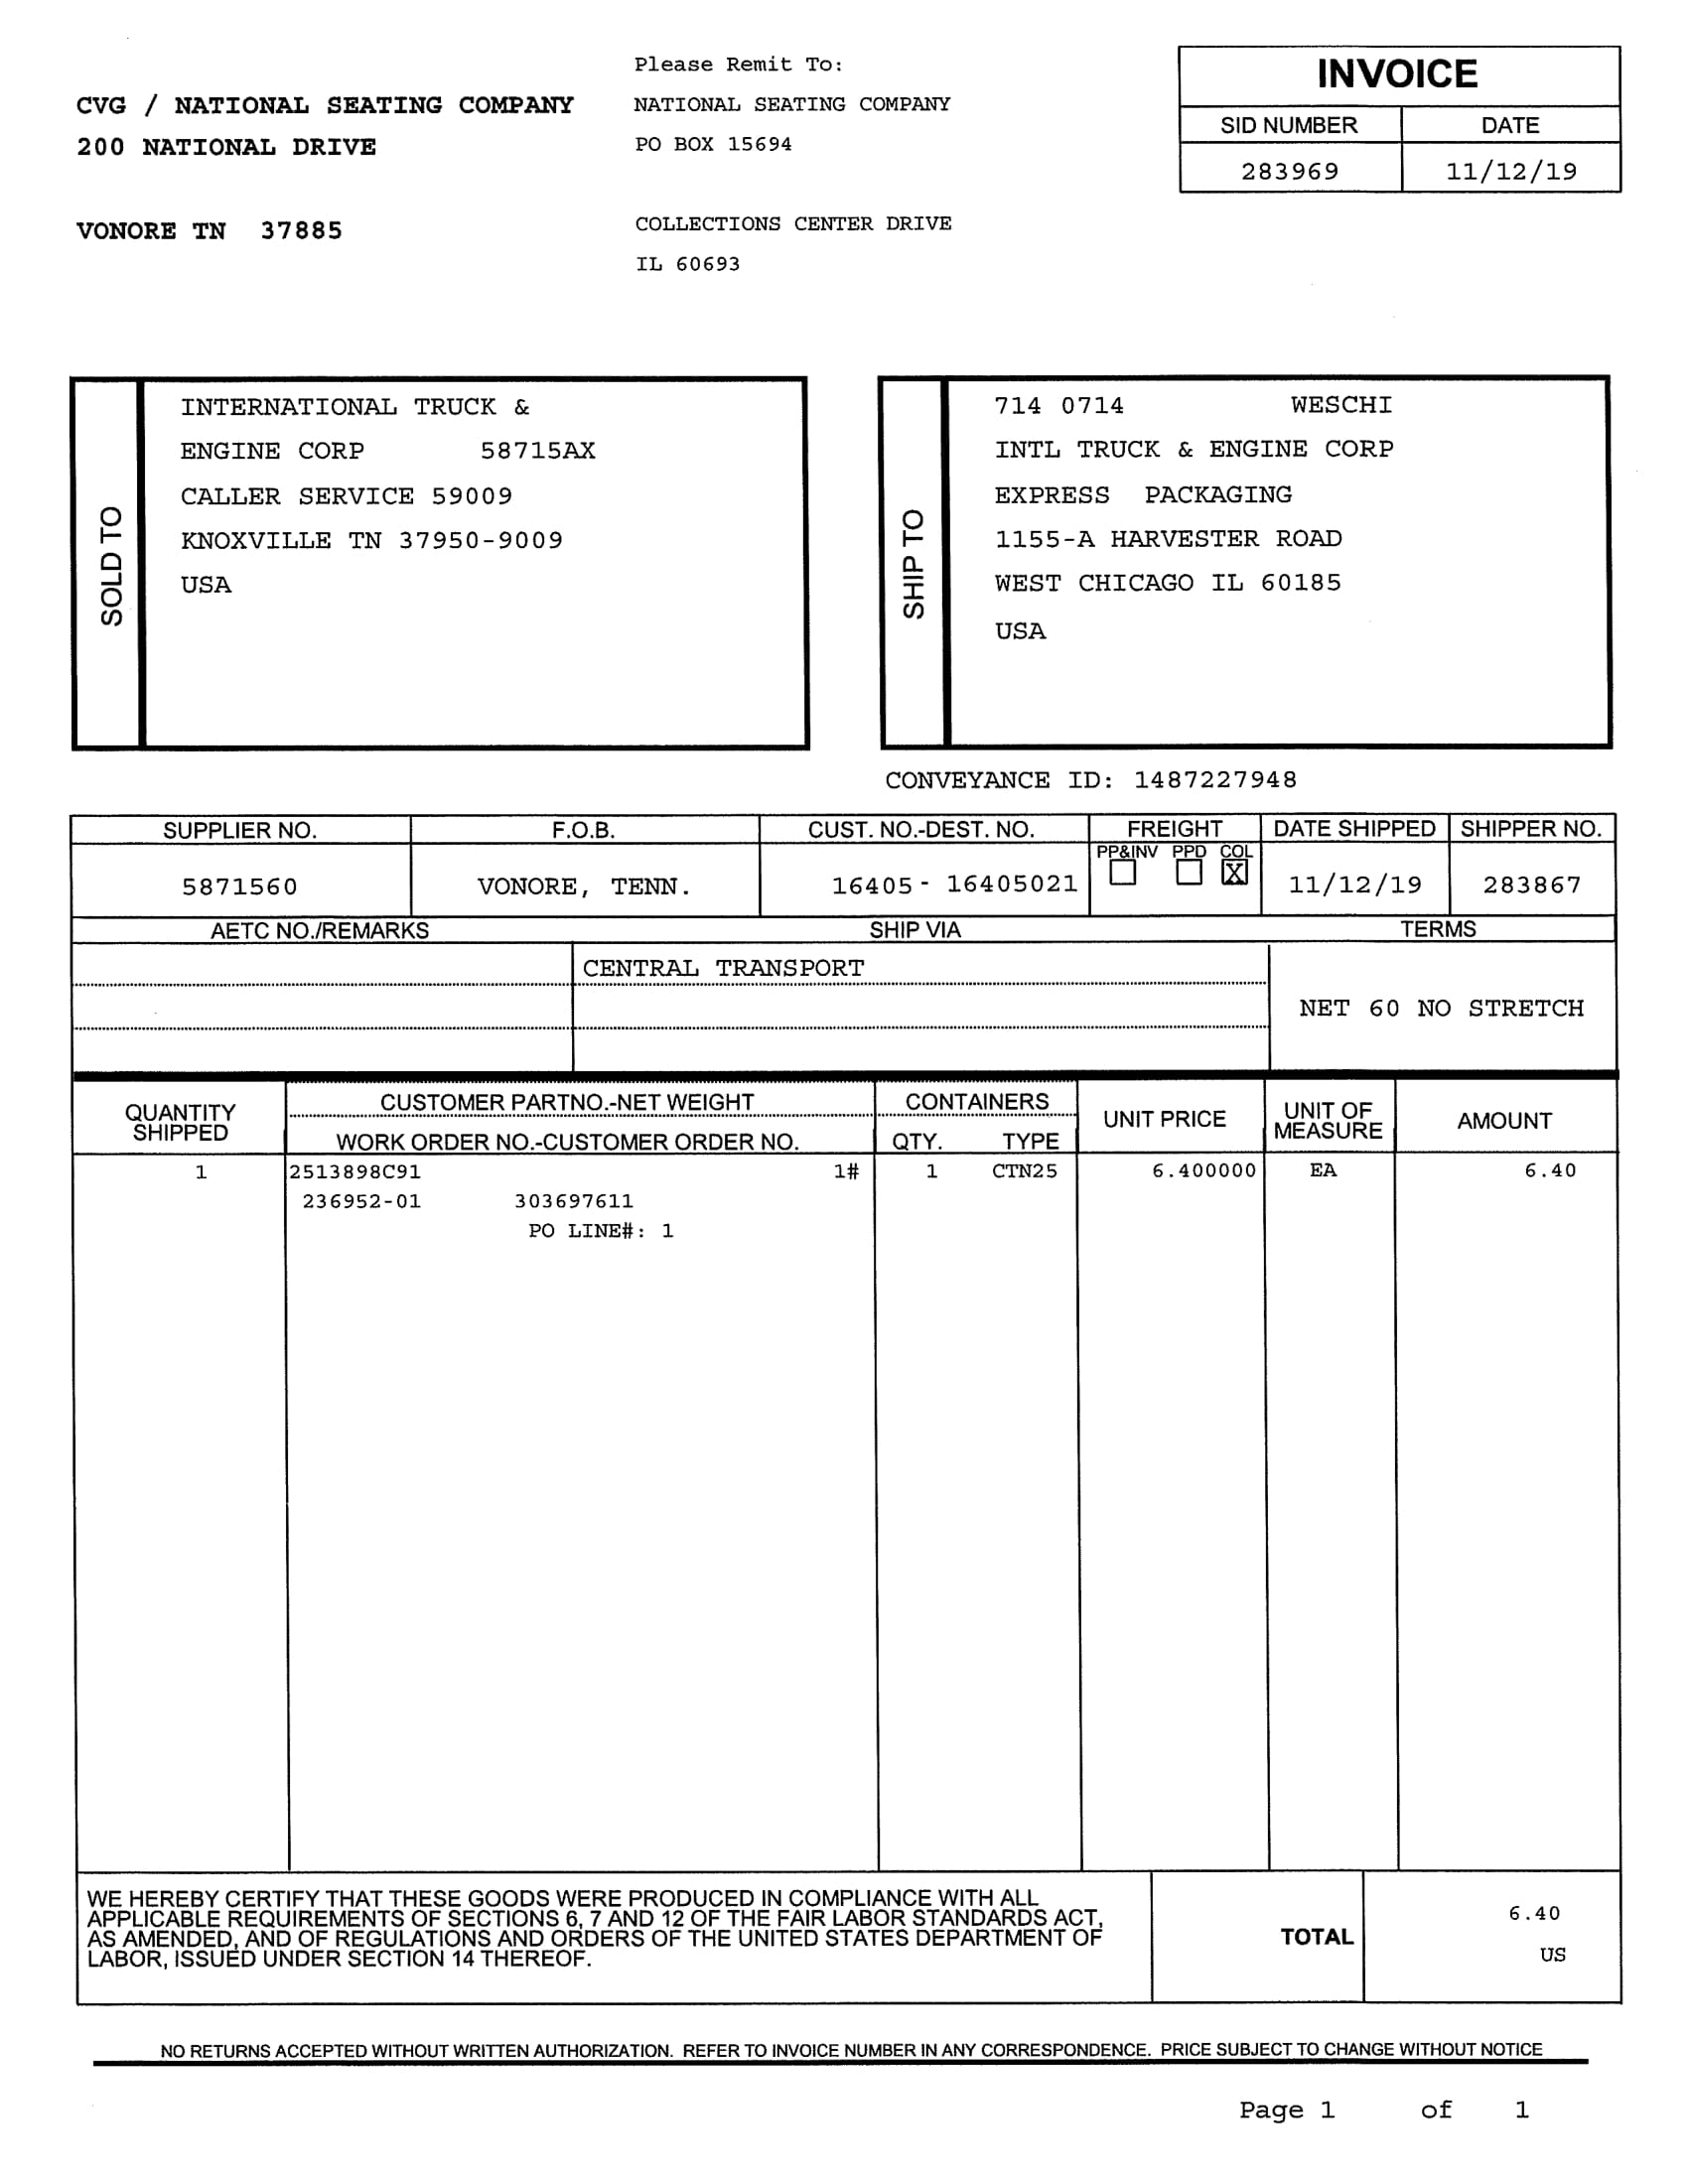 CVG / NATIONAL SEATING COMPANY
200 NATIONAL DRIVE
VONORE TN 37885
Please Remit To:
NATIONAL SEATING COMPANY
PO BOX 15694
COLLECTIONS CENTER DRIVE
IL 60693
INVOICE
SID NUMBER DATE
283969 11/12/19
SOLD TO
INTERNATIONAL TRUCK &
ENGINE CORP 58715AX
CALLER SERVICE 59009
KNOXVILLE TN 37950-9009
USA
SHIP TO
714 0714 WESCHI
INTL TRUCK & ENGINE CORP
EXPRESS PACKAGING
1155-A HARVESTER ROAD
WEST CHICAGO IL 60185
USA
CONVEYANCE ID: 1487227948
SUPPLIER NO. F.O.B. CUST. NO.-DEST. NO. FREIGHT DATE SHIPPED SHIPPER NO.
PP&INV PPD COL
5871560 VONORE, TENN. 16405 - 16405021 X 11/12/19 283867
AETC NO./REMARKS SHIP VIA TERMS
CENTRAL TRANSPORT
NET 60 NO STRETCH
QUANTITY SHIPPED CUSTOMER PARTNO.-NET WEIGHT CONTAINERS UNIT PRICE UNIT OF MEASURE AMOUNT
WORK ORDER NO.-CUSTOMER ORDER NO. QTY. TYPE
1 2513898C91 1# 1 CTN25 6.400000 EA 6.40
236952-01 303697611
PO LINE#: 1
WE HEREBY CERTIFY THAT THESE GOODS WERE PRODUCED IN COMPLIANCE WITH ALL
APPLICABLE REQUIREMENTS OF SECTIONS 6, 7 AND 12 OF THE FAIR LABOR STANDARDS ACT,
AS AMENDED, AND OF REGULATIONS AND ORDERS OF THE UNITED STATES DEPARTMENT OF
LABOR, ISSUED UNDER SECTION 14 THEREOF.
TOTAL 6.40
US
NO RETURNS ACCEPTED WITHOUT WRITTEN AUTHORIZATION. REFER TO INVOICE NUMBER IN ANY CORRESPONDENCE. PRICE SUBJECT TO CHANGE WITHOUT NOTICE
Page 1 of 1